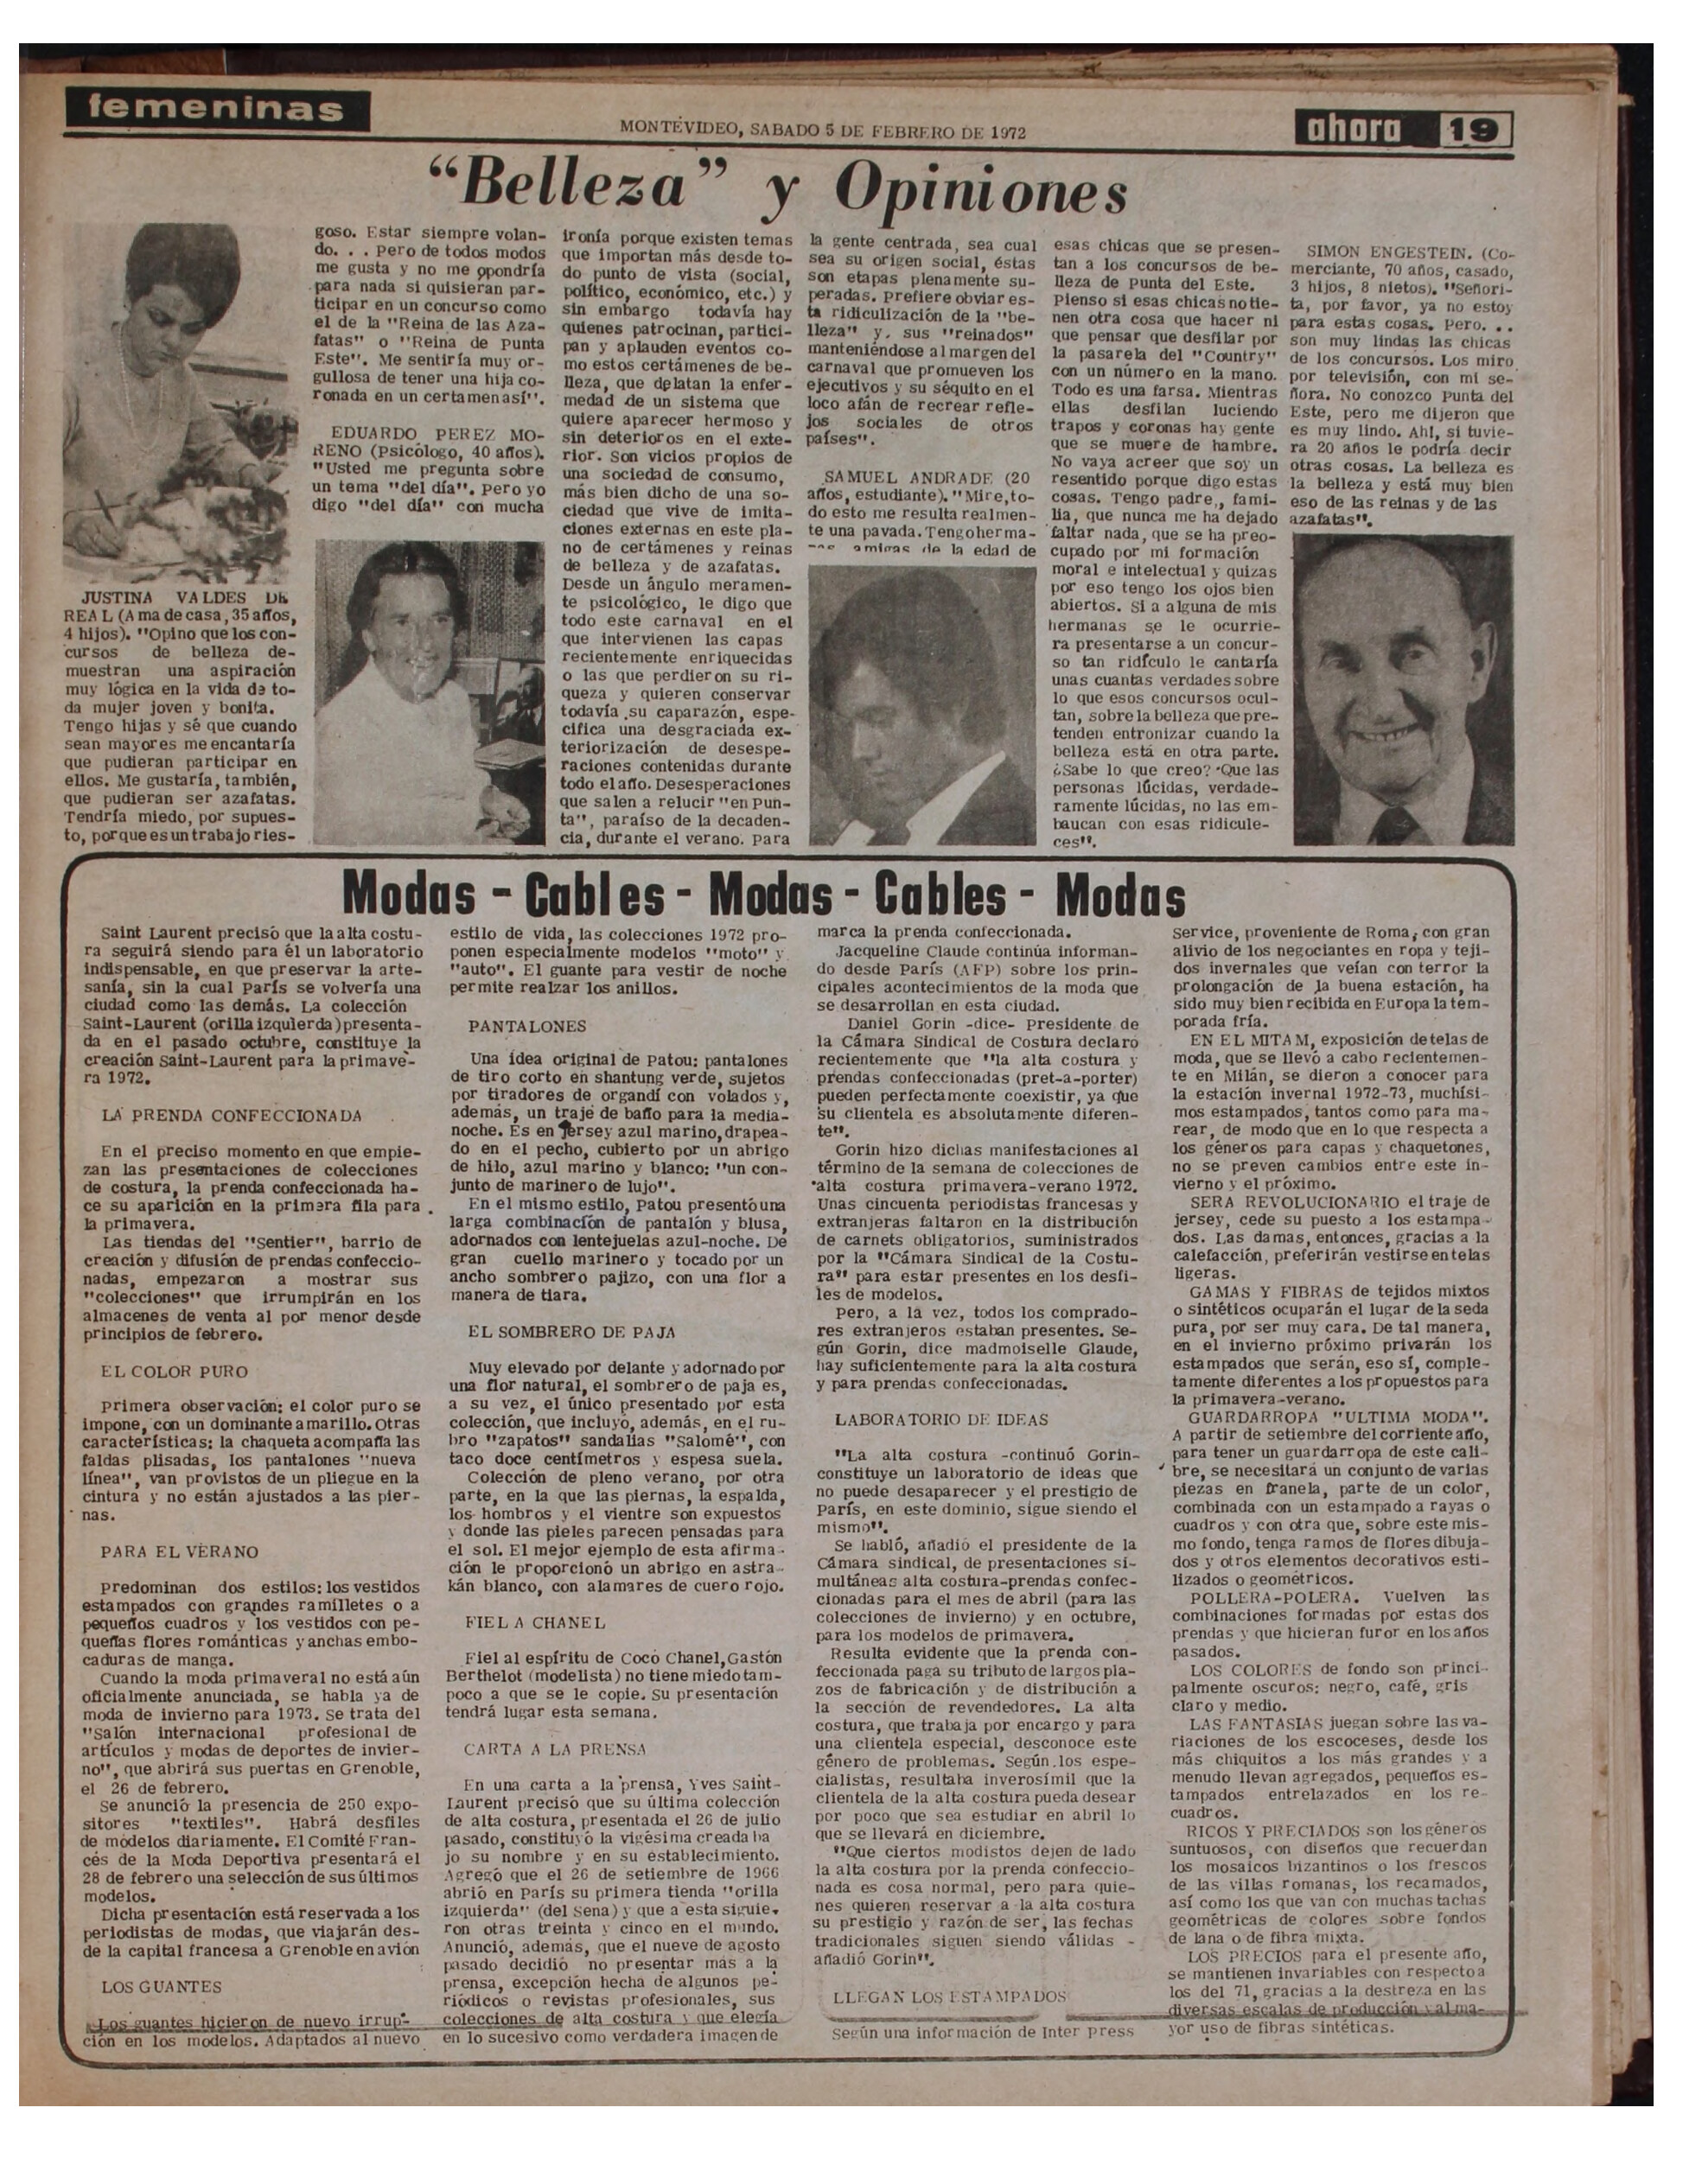 femeninas
MONTEVIDEO, SABADO 5 DE FEBRERO DE 1972
ahora 19
"Belleza" y Opiniones
JUSTINA VALDES DE
REAL (Ama de casa, 35 años,
4 hijos). "Opino que los con-
cursos de belleza de-
muestran una aspiración
muy lógica en la vida de to-
da mujer joven y bonita.
Tengo hijas y sé que cuando
sean mayores me encantaría
que pudieran participar en
ellos. Me gustaría, también,
que pudieran ser azafatas.
Tendría miedo, por supues-
to, porque es un trabajo ries-
goso. Estar siempre volan-
do. . . Pero de todos modos
me gusta y no me opondría
para nada si quisieran par-
ticipar en un concurso como
el de la "Reina de las Aza-
fatas" o "Reina de Punta
Este". Me sentiría muy or-
gullosa de tener una hija co-
ronada en un certamen así".
EDUARDO PEREZ MO-
RENO (Psicólogo, 40 años).
"Usted me pregunta sobre
un tema "del día". Pero yo
digo "del día" con mucha
ironía porque existen temas
que importan más desde to-
do punto de vista (social,
político, económico, etc.) y
sin embargo todavía hay
quienes patrocinan, partici-
pan y aplauden eventos co-
mo estos certámenes de be-
lleza, que delatan la enfer-
medad de un sistema que
quiere aparecer hermoso y
sin deterioros en el exte-
rior. Son vicios propios de
una sociedad de consumo,
más bien dicho de una so-
ciedad que vive de imita-
ciones externas en este pla-
no de certámenes y reinas
de belleza y de azafatas.
Desde un ángulo meramen-
te psicológico, le digo que
todo este carnaval en el
que intervienen las capas
recientemente enriquecidas
o las que perdieron su ri-
queza y quieren conservar
todavía su caparazón, espe-
cifica una desgraciada ex-
teriorización de desespe-
raciones contenidas durante
todo el año. Desesperaciones
que salen a relucir "en Pun-
ta", paraíso de la decaden-
cia, durante el verano. Para
la gente centrada, sea cual
sea su origen social, éstas
son etapas plenamente su-
peradas. Prefiere obviar es-
ta ridiculización de la "be-
lleza" y sus "reinados"
manteniéndose al margen del
carnaval que promueven los
ejecutivos y su séquito en el
loco afán de recrear refle-
jos sociales de otros
países".
SAMUEL ANDRADE (20
años, estudiante). "Mire, to-
do esto me resulta realmen-
te una pavada. Tengo herma-
nas, amigas de la edad de
esas chicas que se presen-
tan a los concursos de be-
lleza de Punta del Este.
Pienso si esas chicas no tie-
nen otra cosa que hacer ni
que pensar que desfilar por
la pasarela del "Country"
con un número en la mano.
Todo es una farsa. Mientras
ellas desfilan luciendo
trapos y coronas hay gente
que se muere de hambre.
No vaya acreer que soy un
resentido porque digo estas
cosas. Tengo padre, fami-
lia, que nunca me ha dejado
faltar nada, que se ha preo-
cupado por mi formación
moral e intelectual y quizas
por eso tengo los ojos bien
abiertos. Si a alguna de mis
hermanas se le ocurrie-
ra presentarse a un concur-
so tan ridículo le cantaría
unas cuantas verdades sobre
lo que esos concursos ocul-
tan, sobre la belleza que pre-
tenden entronizar cuando la
belleza está en otra parte.
¿Sabe lo que creo? Que las
personas lúcidas, verdade-
ramente lúcidas, no las em-
baucan con esas ridicule-
ces".
SIMON ENGESTEIN. (Co-
merciante, 70 años, casado,
3 hijos, 8 nietos). "Señori-
ta, por favor, ya no estoy
para estas cosas. Pero. . .
son muy lindas las chicas
de los concursos. Los miro
por televisión, con mi se-
ñora. No conozco Punta del
Este, pero me dijeron que
es muy lindo. Ah!, si tuvie-
ra 20 años le podría decir
otras cosas. La belleza es
la belleza y está muy bien
eso de las reinas y de las
azafatas".
Modas - Cables - Modas - Cables - Modas
Saint Laurent precisó que la alta costu-
ra seguirá siendo para él un laboratorio
indispensable, en que preservar la arte-
sanía, sin la cual París se volvería una
ciudad como las demás. La colección
Saint-Laurent (orilla izquierda) presenta-
da en el pasado octubre, constituye la
creación Saint-Laurent para la primave-
ra 1972.
LA PRENDA CONFECCIONADA
En el preciso momento en que empie-
zan las presentaciones de colecciones
de costura, la prenda confeccionada ha-
ce su aparición en la primera fila para
la primavera.
Las tiendas del "Sentier", barrio de
creación y difusión de prendas confeccio-
nadas, empezaron a mostrar sus
"colecciones" que irrumpirán en los
almacenes de venta al por menor desde
principios de febrero.
EL COLOR PURO
Primera observación: el color puro se
impone, con un dominante amarillo. Otras
características: la chaqueta acompaña las
faldas plisadas, los pantalones "nueva
línea", van provistos de un pliegue en la
cintura y no están ajustados a las pier-
nas.
PARA EL VERANO
Predominan dos estilos: los vestidos
estampados con grandes ramilletes o a
pequeños cuadros y los vestidos con pe-
queñas flores románticas y anchas embo-
caduras de manga.
Cuando la moda primaveral no está aún
oficialmente anunciada, se habla ya de
moda de invierno para 1973. Se trata del
"Salón internacional profesional de
artículos y modas de deportes de invier-
no", que abrirá sus puertas en Grenoble,
el 26 de febrero.
Se anunció la presencia de 250 expo-
sitores "textiles". Habrá desfiles
de modelos diariamente. El Comité Fran-
cés de la Moda Deportiva presentará el
28 de febrero una selección de sus últimos
modelos.
Dicha presentación está reservada a los
periodistas de modas, que viajarán des-
de la capital francesa a Grenoble en avión
LOS GUANTES
Los guantes hicieron de nuevo irrup-
ción en los modelos. Adaptados al nuevo
estilo de vida, las colecciones 1972 pro-
ponen especialmente modelos "moto" y
"auto". El guante para vestir de noche
permite realzar los anillos.
PANTALONES
Una idea original de Patou: pantalones
de tiro corto en shantung verde, sujetos
por tiradores de organdí con volados y,
además, un traje de baño para la media-
noche. Es en jersey azul marino, drapea-
do en el pecho, cubierto por un abrigo
de hilo, azul marino y blanco: "un con-
junto de marinero de lujo".
En el mismo estilo, Patou presentó una
larga combinación de pantalón y blusa,
adornados con lentejuelas azul-noche. De
gran cuello marinero y tocado por un
ancho sombrero pajizo, con una flor a
manera de tiara.
EL SOMBRERO DE PAJA
Muy elevado por delante y adornado por
una flor natural, el sombrero de paja es,
a su vez, el único presentado por esta
colección, que incluyo, además, en el ru-
bro "zapatos" sandalias "Salomé", con
taco doce centímetros y espesa suela.
Colección de pleno verano, por otra
parte, en la que las piernas, la espalda,
los hombros y el vientre son expuestos
y donde las pieles parecen pensadas para
el sol. El mejor ejemplo de esta afirma-
ción le proporcionó un abrigo en astra-
kán blanco, con alamares de cuero rojo.
FIEL A CHANEL
Fiel al espíritu de Cocó Chanel, Gastón
Berthelot (modelista) no tiene miedo tam-
poco a que se le copie. Su presentación
tendrá lugar esta semana.
CARTA A LA PRENSA
En una carta a la prensa, Yves Saint-
Laurent precisó que su última colección
de alta costura, presentada el 26 de julio
pasado, constituyó la vigésima creada ba
jo su nombre y en su establecimiento.
Agregó que el 26 de setiembre de 1966
abrió en París su primera tienda "orilla
izquierda" (del Sena) y que a esta siguie-
ron otras treinta y cinco en el mundo.
Anunció, además, que el nueve de agosto
pasado decidió no presentar más a la
prensa, excepción hecha de algunos pe-
riódicos o revistas profesionales, sus
colecciones de alta costura y que elegía
en lo sucesivo como verdadera imagen de
marca la prenda confeccionada.
Jacqueline Claude continúa informan-
do desde París (AFP) sobre los prin-
cipales acontecimientos de la moda que
se desarrollan en esta ciudad.
Daniel Gorin -dice- Presidente de
la Cámara Sindical de Costura declaró
recientemente que "la alta costura y
prendas confeccionadas (pret-a-porter)
pueden perfectamente coexistir, ya que
su clientela es absolutamente diferen-
te".
Gorin hizo dichas manifestaciones al
término de la semana de colecciones de
alta costura primavera-verano 1972.
Unas cincuenta periodistas francesas y
extranjeras faltaron en la distribución
de carnets obligatorios, suministrados
por la "Cámara Sindical de la Costu-
ra" para estar presentes en los desfi-
les de modelos.
Pero, a la vez, todos los comprado-
res extranjeros estaban presentes. Se-
gún Gorin, dice madmoiselle Glaude,
hay suficientemente para la alta costura
y para prendas confeccionadas.
LABORATORIO DE IDEAS
"La alta costura -continuó Gorin-
constituye un laboratorio de ideas que
no puede desaparecer y el prestigio de
París, en este dominio, sigue siendo el
mismo".
Se habló, añadió el presidente de la
Cámara sindical, de presentaciones si-
multáneas alta costura-prendas confec-
cionadas para el mes de abril (para las
colecciones de invierno) y en octubre,
para los modelos de primavera.
Resulta evidente que la prenda con-
feccionada paga su tributo de largos pla-
zos de fabricación y de distribución a
la sección de revendedores. La alta
costura, que trabaja por encargo y para
una clientela especial, desconoce este
género de problemas. Según los espe-
cialistas, resultaba inverosímil que la
clientela de la alta costura pueda desear
por poco que sea estudiar en abril lo
que se llevará en diciembre.
"Que ciertos modistos dejen de lado
la alta costura por la prenda confeccio-
nada es cosa normal, pero para quie-
nes quieren reservar a la alta costura
su prestigio y razón de ser, las fechas
tradicionales siguen siendo válidas -
añadió Gorin".
LLEGAN LOS ESTAMPADOS
Según una información de Inter Press
Service, proveniente de Roma, con gran
alivio de los negociantes en ropa y teji-
dos invernales que veían con terror la
prolongación de la buena estación, ha
sido muy bien recibida en Europa la tem-
porada fría.
EN EL MITAM, exposición de telas de
moda, que se llevó a cabo recientemen-
te en Milán, se dieron a conocer para
la estación invernal 1972-73, muchísi-
mos estampados, tantos como para ma-
rear, de modo que en lo que respecta a
los géneros para capas y chaquetones,
no se preven cambios entre este in-
vierno y el próximo.
SERA REVOLUCIONARIO el traje de
jersey, cede su puesto a los estampa-
dos. Las damas, entonces, gracias a la
calefacción, preferirán vestirse en telas
ligeras.
GAMAS Y FIBRAS de tejidos mixtos
o sintéticos ocuparán el lugar de la seda
pura, por ser muy cara. De tal manera,
en el invierno próximo privarán los
estampados que serán, eso sí, comple-
tamente diferentes a los propuestos para
la primavera-verano.
GUARDARROPA "ULTIMA MODA".
A partir de setiembre del corriente año,
para tener un guardarropa de este cali-
bre, se necesitará un conjunto de varias
piezas en franela, parte de un color,
combinada con un estampado a rayas o
cuadros y con otra que, sobre este mis-
mo fondo, tenga ramos de flores dibuja-
dos y otros elementos decorativos esti-
lizados o geométricos.
POLLERA-POLERA. Vuelven las
combinaciones formadas por estas dos
prendas y que hicieran furor en los años
pasados.
LOS COLORES de fondo son princi-
palmente oscuros: negro, café, gris
claro y medio.
LAS FANTASIAS juegan sobre las va-
riaciones de los escoceses, desde los
más chiquitos a los más grandes y a
menudo llevan agregados, pequeños es-
tampados entrelazados en los re-
cuadros.
RICOS Y PRECIADOS son los géneros
suntuosos, con diseños que recuerdan
los mosaicos bizantinos o los frescos
de las villas romanas, los recamados,
así como los que van con muchas tachas
geométricas de colores sobre fondos
de lana o de fibra mixta.
LOS PRECIOS para el presente año,
se mantienen invariables con respecto a
los del 71, gracias a la destreza en las
diversas escalas de producción y al ma-
yor uso de fibras sintéticas.